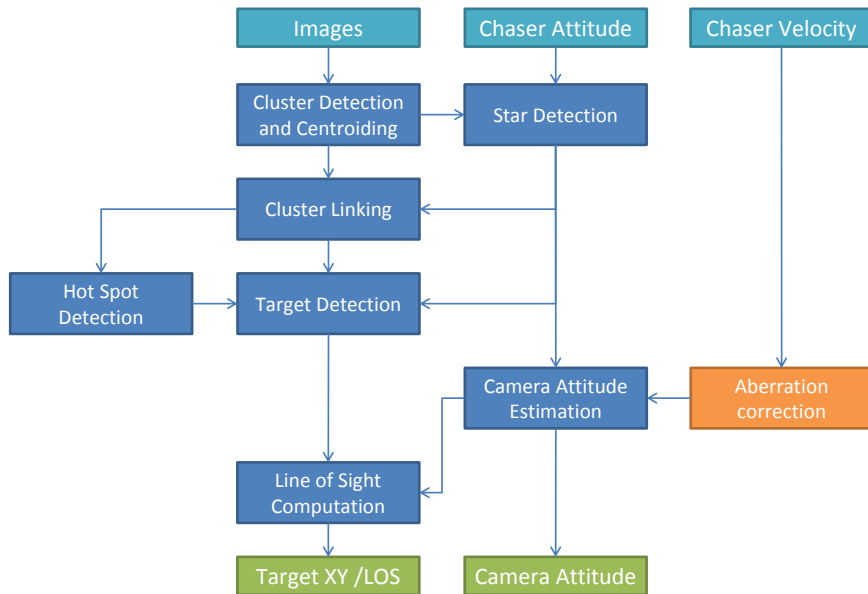 Images
Chaser Attitude
Chaser Velocity
Cluster Detection
and Centroiding
Star Detection
Cluster Linking
Hot Spot
Detection
Target Detection
Camera Attitude
Estimation
Aberration
correction
Line of Sight
Computation
Target XY /LOS
Camera Attitude